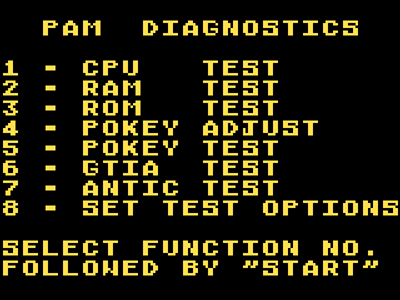 PAM DIAGNOSTICS
1 - CPU TEST
2 - RAM TEST
3 - ROM TEST
4 - POKEY ADJUST
5 - POKEY TEST
6 - GTIA TEST
7 - ANTIC TEST
8 - SET TEST OPTIONS
SELECT FUNCTION NO.
FOLLOWED BY "START"